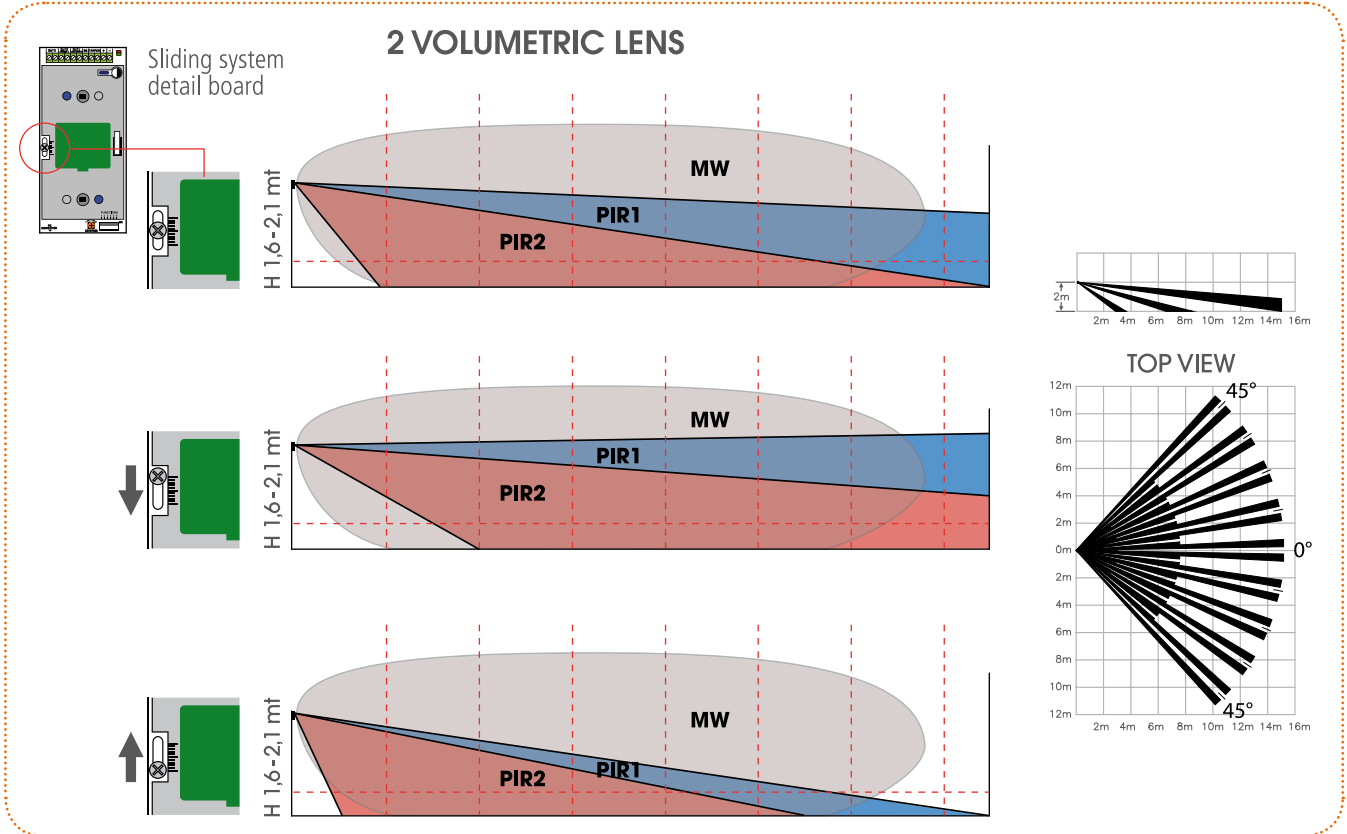 2 VOLUMETRIC LENS
Sliding system
detail board
FUNCTIONS
H 1,6-2,1 mt
MW
PIR1
PIR2
H 1,6-2,1 mt
MW
PIR1
PIR2
H 1,6-2,1 mt
MW
PIR1
PIR2
2m
2m 4m 6m 8m 10m 12m 14m 16m
TOP VIEW
12m
10m
8m
6m
4m
2m
0m
2m
4m
6m
8m
10m
12m
45°
0°
45°
2m 4m 6m 8m 10m 12m 14m 16m